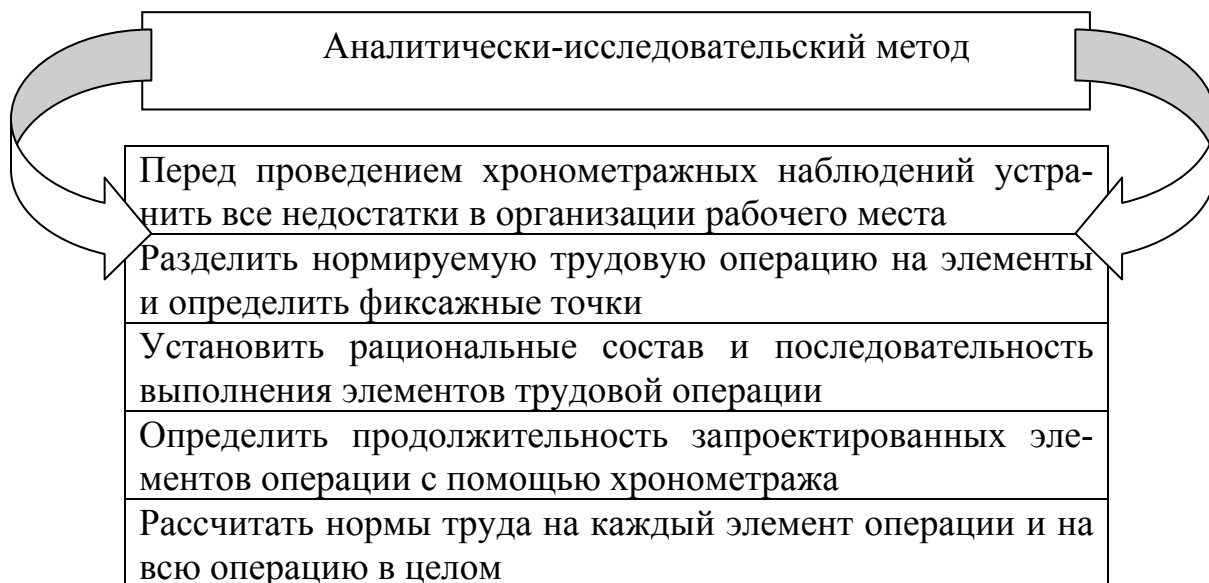 Аналитически-исследовательский метод
Перед проведением хронометражных наблюдений устра-
нить все недостатки в организации рабочего места
Разделить нормируемую трудовую операцию на элементы
и определить фиксажные точки
Установить рациональные состав и последовательность
выполнения элементов трудовой операции
Определить продолжительность запроектированных эле-
ментов операции с помощью хронометража
Рассчитать нормы труда на каждый элемент операции и на
всю операцию в целом